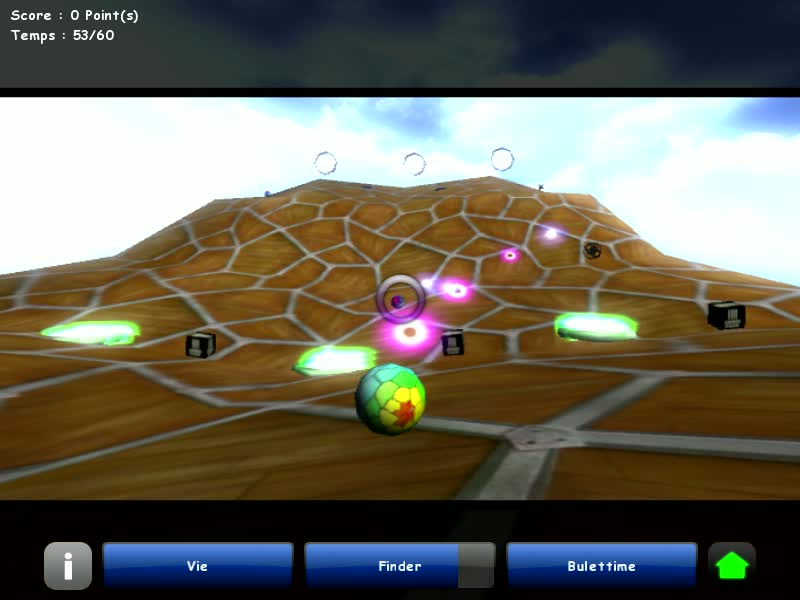 Score : 0 Point(s)
Temps : 53/60
i
Vie
Finder
Bulettime